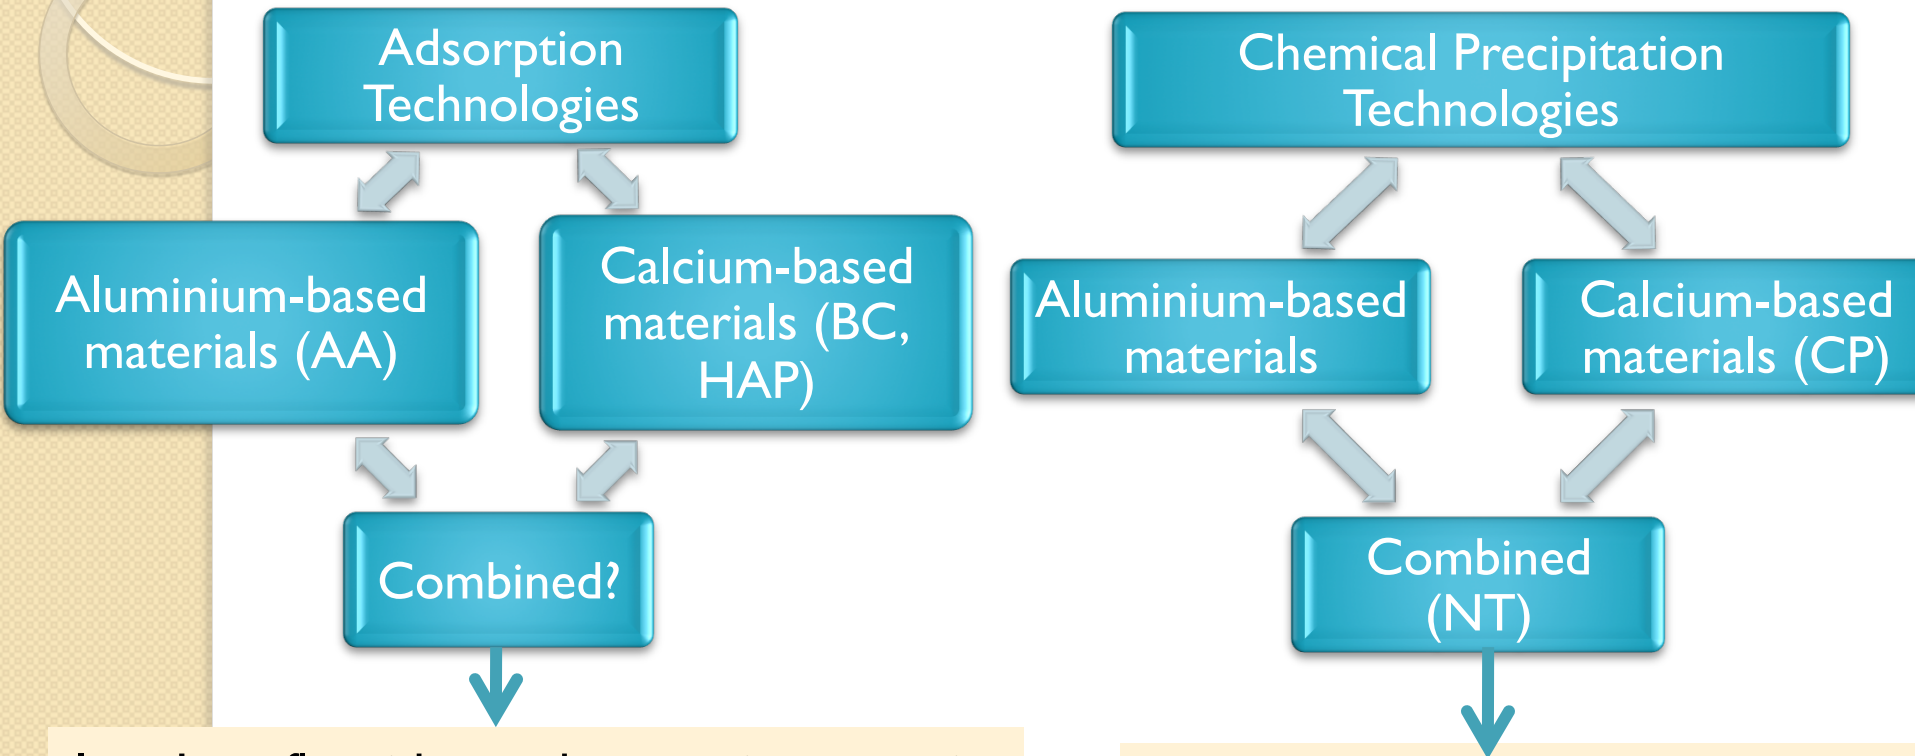 Adsorption
Technologies
Aluminium-based
materials (AA)
Calcium-based
materials (BC,
HAP)
Combined?
Chemical Precipitation
Technologies
Aluminium-based
materials
Calcium-based
materials (CP)
Combined
(NT)